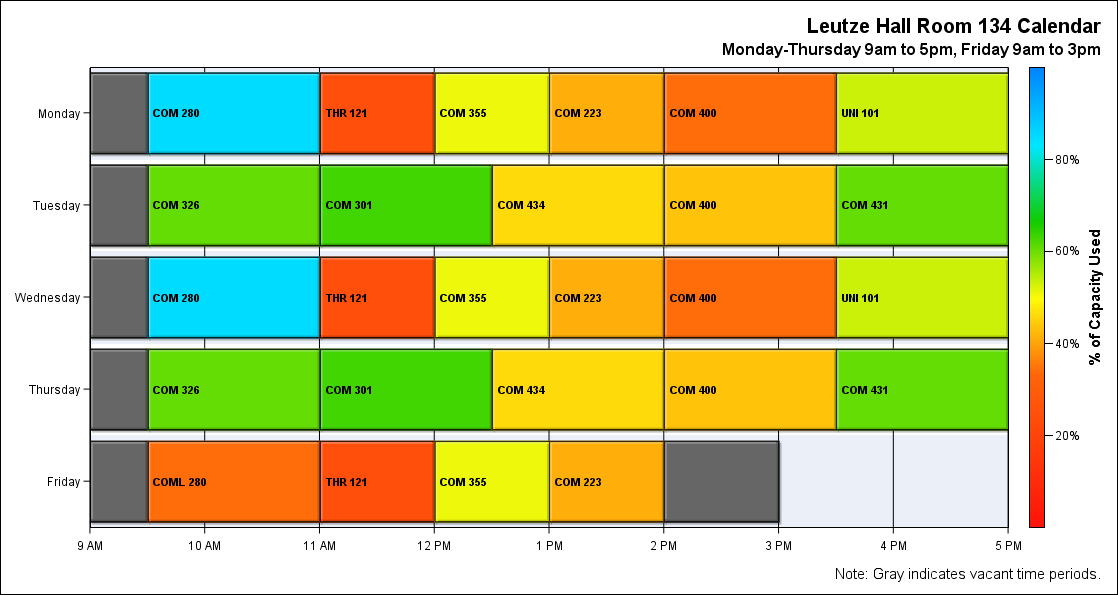 Leutze Hall Room 134 Calendar
Monday-Thursday 9am to 5pm, Friday 9am to 3pm
Monday COM 280 THR 121 COM 355 COM 223 COM 400 UNI 101
80%
Tuesday COM 326 COM 301 COM 434 COM 400 COM 431
60%
% of Capacity Used
Wednesday COM 280 THR 121 COM 355 COM 223 COM 400 UNI 101
40%
Thursday COM 326 COM 301 COM 434 COM 400 COM 431
20%
Friday COML 280 THR 121 COM 355 COM 223
9 AM 10 AM 11 AM 12 PM 1 PM 2 PM 3 PM 4 PM 5 PM
Note: Gray indicates vacant time periods.